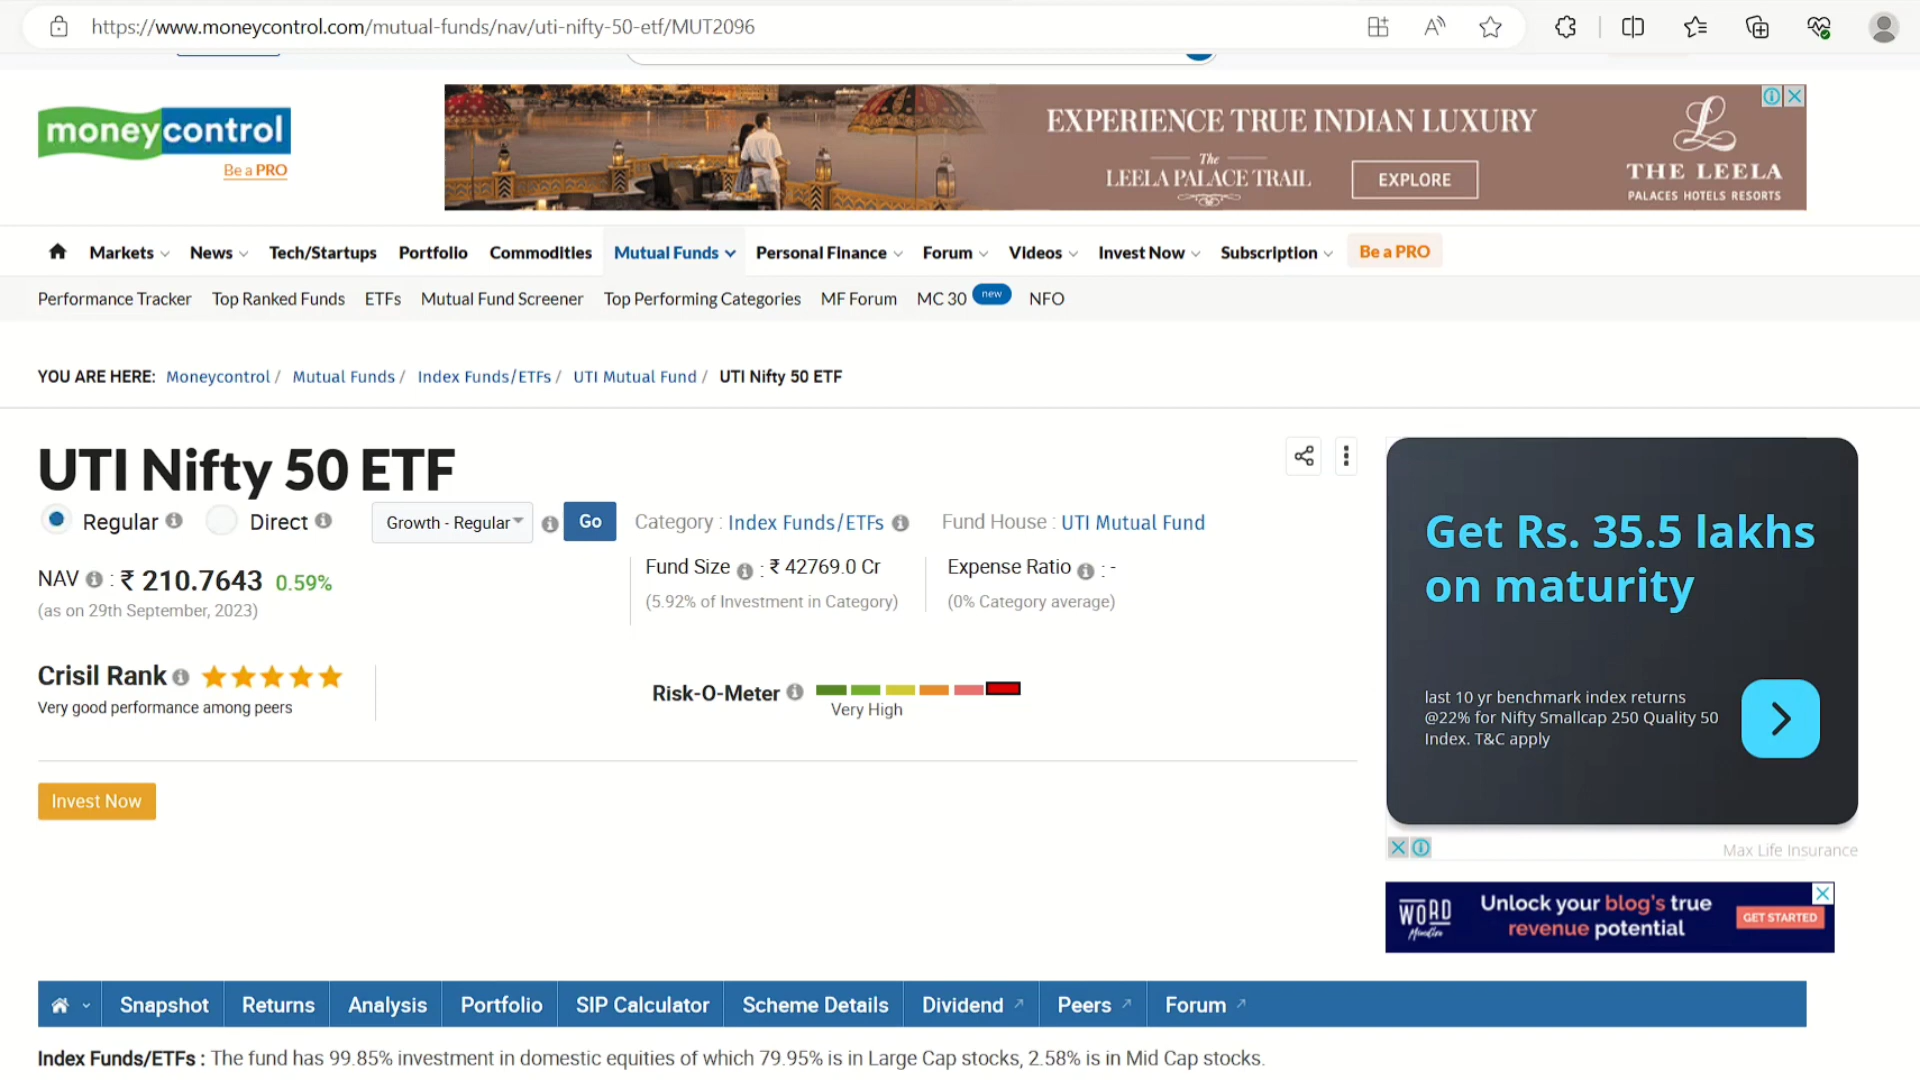 https://www.moneycontrol.com/mutual-funds/nav/uti-nifty-50-etf/MUT2096
moneycontrol
Be a PRO
EXPERIENCE TRUE INDIAN LUXURY
The
LEELA PALACE TRAIL
EXPLORE
THE LEELA
PALACES HOTELS RESORTS
Markets News Tech/Startups Portfolio Commodities Mutual Funds Personal Finance Forum Videos Invest Now Subscription Be a PRO
Performance Tracker Top Ranked Funds ETFs Mutual Fund Screener Top Performing Categories MF Forum MC 30 new NFO
YOU ARE HERE: Moneycontrol / Mutual Funds / Index Funds/ETFs / UTI Mutual Fund / UTI Nifty 50 ETF
UTI Nifty 50 ETF
Regular Direct Growth - Regular Go Category : Index Funds/ETFs Fund House : UTI Mutual Fund
NAV : ₹ 210.7643 0.59%
(as on 29th September, 2023)
Fund Size : ₹ 42769.0 Cr
(5.92% of Investment in Category)
Expense Ratio : -
(0% Category average)
Crisil Rank
Very good performance among peers
Risk-O-Meter
Very High
Invest Now
Get Rs. 35.5 lakhs
on maturity
last 10 yr benchmark index returns
@22% for Nifty Smallcap 250 Quality 50
Index. T&C apply
Max Life Insurance
WORD
Mindless
Unlock your blog's true
revenue potential
GET STARTED
Snapshot Returns Analysis Portfolio SIP Calculator Scheme Details Dividend Peers Forum
Index Funds/ETFs : The fund has 99.85% investment in domestic equities of which 79.95% is in Large Cap stocks, 2.58% is in Mid Cap stocks.